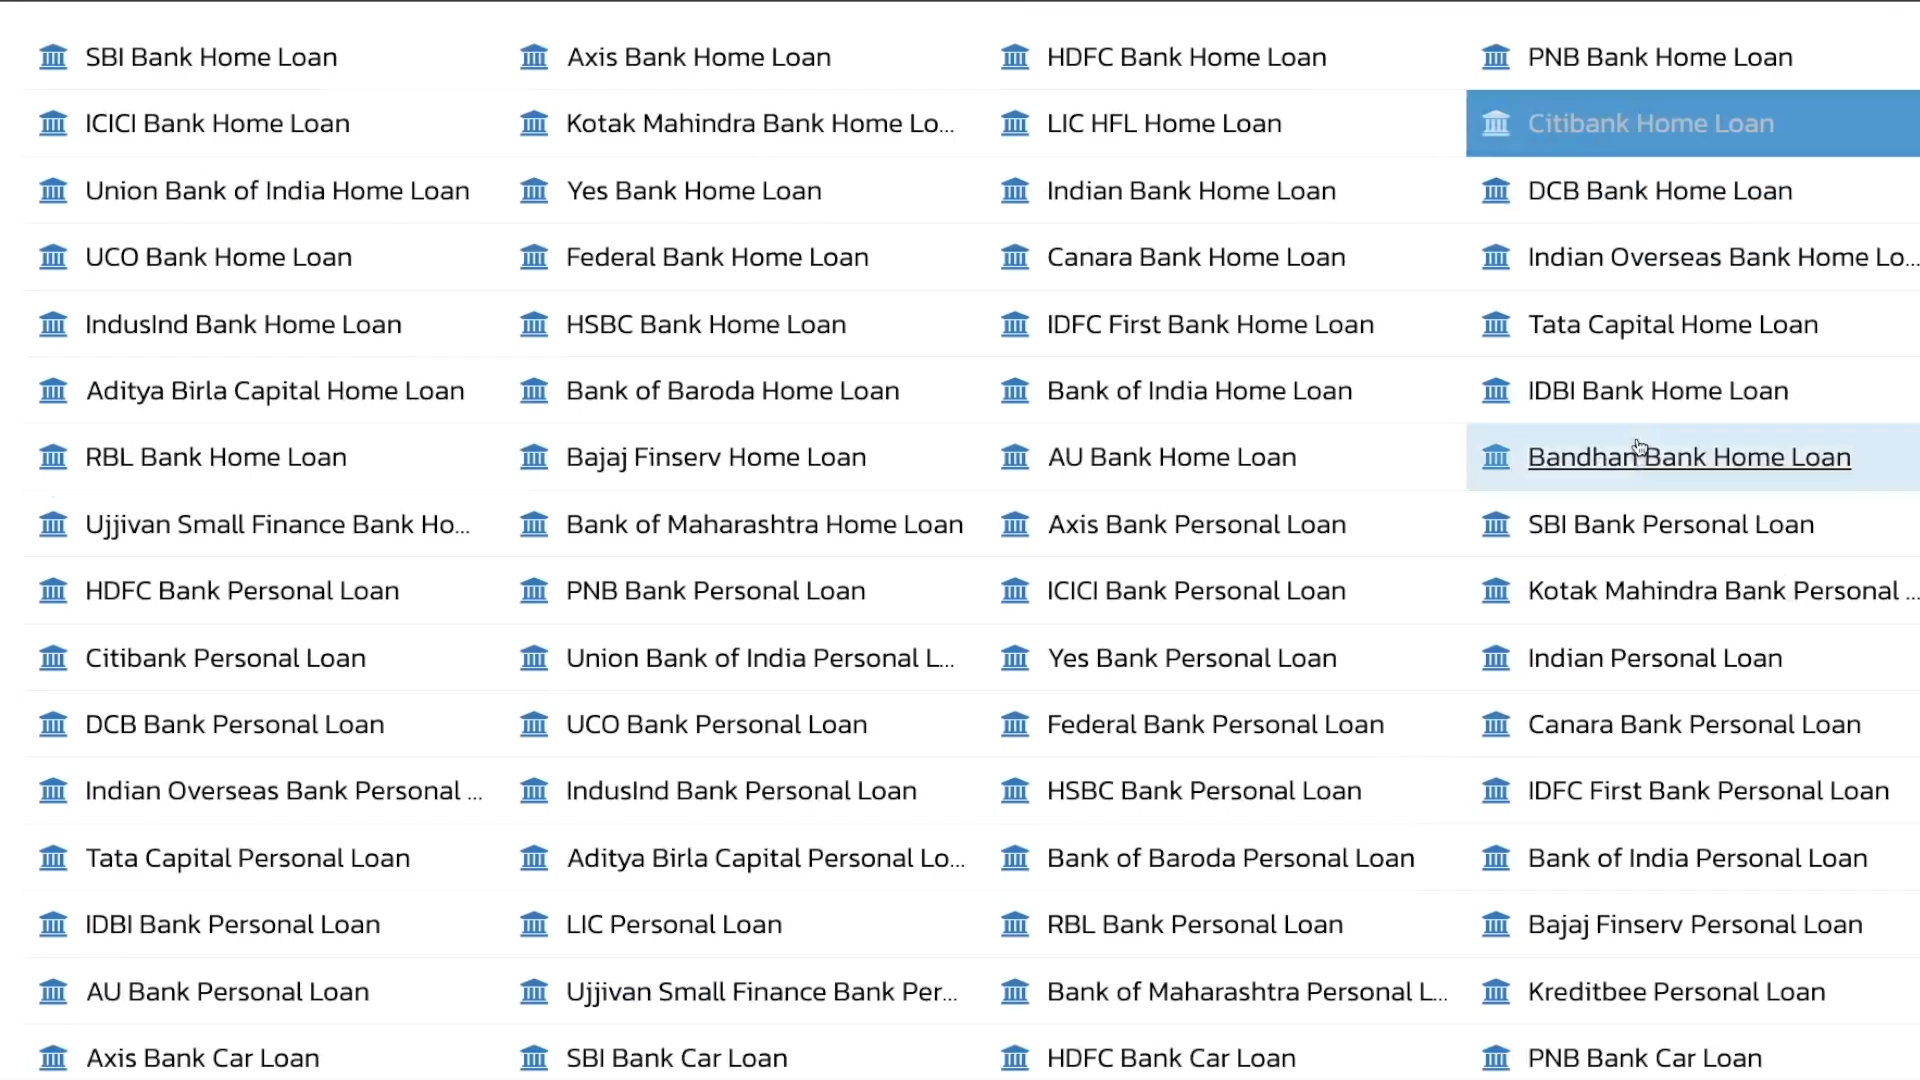 SBI Bank Home Loan
Axis Bank Home Loan
HDFC Bank Home Loan
PNB Bank Home Loan
ICICI Bank Home Loan
Kotak Mahindra Bank Home Lo...
LIC HFL Home Loan
Citibank Home Loan
Union Bank of India Home Loan
Yes Bank Home Loan
Indian Bank Home Loan
DCB Bank Home Loan
UCO Bank Home Loan
Federal Bank Home Loan
Canara Bank Home Loan
Indian Overseas Bank Home Lo...
IndusInd Bank Home Loan
HSBC Bank Home Loan
IDFC First Bank Home Loan
Tata Capital Home Loan
Aditya Birla Capital Home Loan
Bank of Baroda Home Loan
Bank of India Home Loan
IDBI Bank Home Loan
RBL Bank Home Loan
Bajaj Finserv Home Loan
AU Bank Home Loan
Bandhan Bank Home Loan
Ujjivan Small Finance Bank Ho...
Bank of Maharashtra Home Loan
Axis Bank Personal Loan
SBI Bank Personal Loan
HDFC Bank Personal Loan
PNB Bank Personal Loan
ICICI Bank Personal Loan
Kotak Mahindra Bank Personal ...
Citibank Personal Loan
Union Bank of India Personal L...
Yes Bank Personal Loan
Indian Personal Loan
DCB Bank Personal Loan
UCO Bank Personal Loan
Federal Bank Personal Loan
Canara Bank Personal Loan
Indian Overseas Bank Personal ...
IndusInd Bank Personal Loan
HSBC Bank Personal Loan
IDFC First Bank Personal Loan
Tata Capital Personal Loan
Aditya Birla Capital Personal Lo...
Bank of Baroda Personal Loan
Bank of India Personal Loan
IDBI Bank Personal Loan
LIC Personal Loan
RBL Bank Personal Loan
Bajaj Finserv Personal Loan
AU Bank Personal Loan
Ujjivan Small Finance Bank Per...
Bank of Maharashtra Personal L...
Kreditbee Personal Loan
Axis Bank Car Loan
SBI Bank Car Loan
HDFC Bank Car Loan
PNB Bank Car Loan